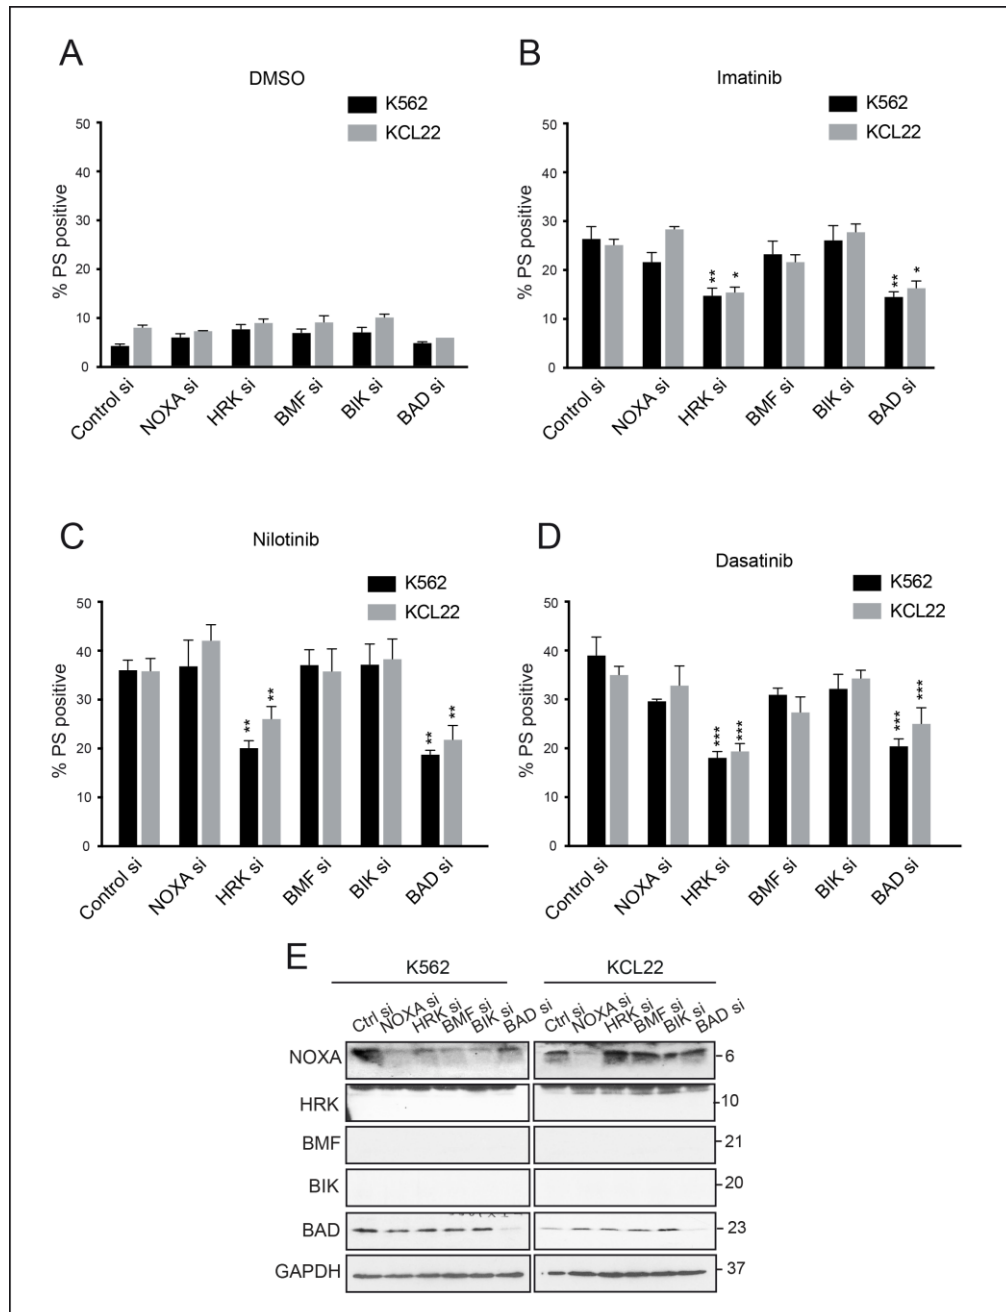 A
DMSO
K562
KCL22
% PS positive
50
40
30
20
10
0
Control si
NOXA si
HRK si
BMF si
BIK si
BAD si
B
Imatinib
K562
KCL22
% PS positive
50
40
30
20
10
0
** * ** *
Control si
NOXA si
HRK si
BMF si
BIK si
BAD si
C
Nilotinib
K562
KCL22
% PS positive
50
40
30
20
10
0
** ** ** **
Control si
NOXA si
HRK si
BMF si
BIK si
BAD si
D
Dasatinib
K562
KCL22
% PS positive
50
40
30
20
10
0
*** *** *** ***
Control si
NOXA si
HRK si
BMF si
BIK si
BAD si
E
K562 KCL22
Ctrl si NOXA si HRK si BMF si BIK si BAD si Ctrl si NOXA si HRK si BMF si BIK si BAD si
NOXA 6
HRK 10
BMF 21
BIK 20
BAD 23
GAPDH 37